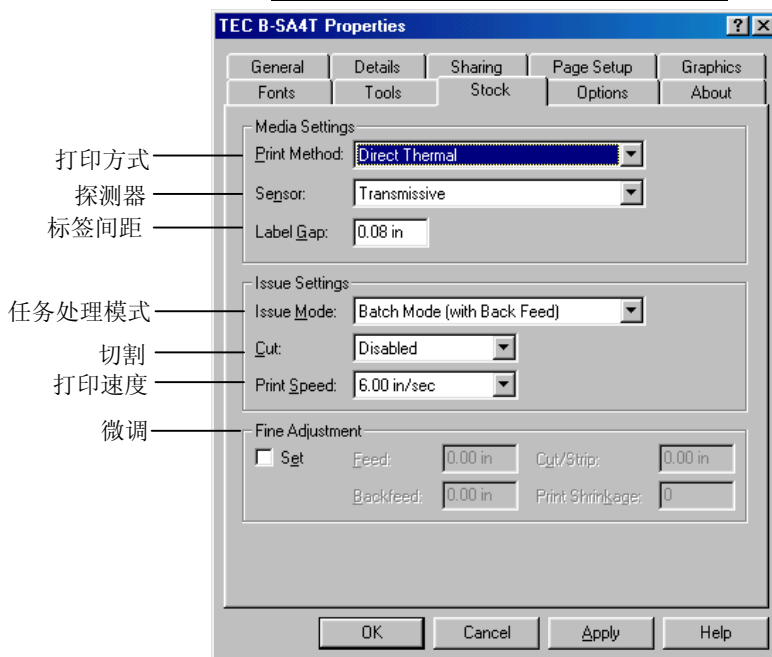 TEC B-SA4T Properties
General Details Sharing Page Setup Graphics
Fonts Tools Stock Options About
Media Settings
打印方式 Print Method: Direct Thermal
探测器 Sensor: Transmissive
标签间距 Label Gap: 0.08 in
Issue Settings
任务处理模式 Issue Mode: Batch Mode (with Back Feed)
切割 Cut: Disabled
打印速度 Print Speed: 6.00 in/sec
微调 Fine Adjustment
Set Feed: 0.00 in Cut/Strip: 0.00 in
Backfeed: 0.00 in Print Shrinkage: 0
OK Cancel Apply Help